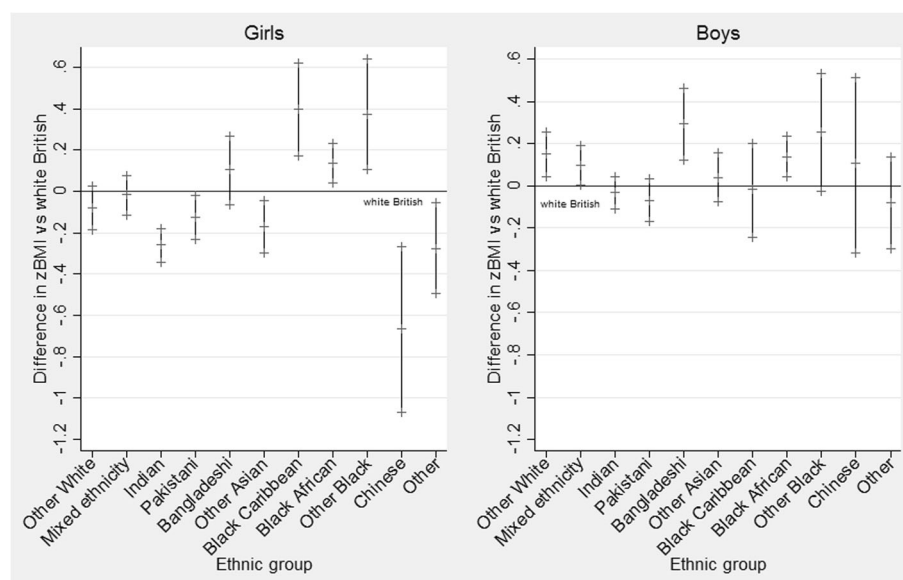 Girls
Difference in zBMI vs white British
.6
.4
.2
0
-.2
-.4
-.6
-.8
-1
-1.2
white British
Other White
Mixed ethnicity
Indian
Pakistani
Bangladeshi
Other Asian
Black Caribbean
Black African
Other Black
Chinese
Other
Ethnic group
Boys
Difference in zBMI vs white British
.6
.4
.2
0
-.2
-.4
-.6
-.8
-1
-1.2
white British
Other White
Mixed ethnicity
Indian
Pakistani
Bangladeshi
Other Asian
Black Caribbean
Black African
Other Black
Chinese
Other
Ethnic group